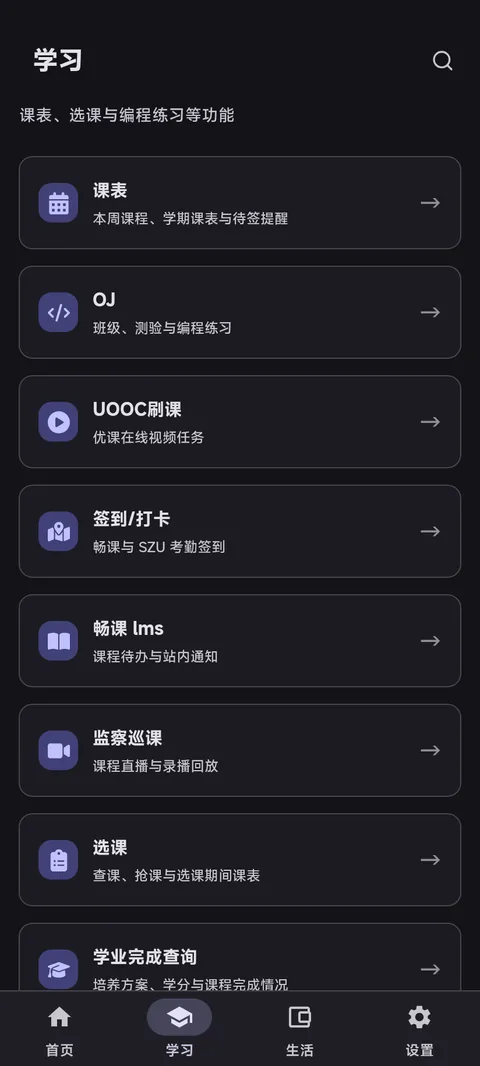 学习
课表、选课与编程练习等功能
课表
本周课程、学期课表与待签提醒
OJ
班级、测验与编程练习
UOOC刷课
优课在线视频任务
签到/打卡
畅课与 SZU 考勤签到
畅课 lms
课程待办与站内通知
监察巡课
课程直播与录播回放
选课
查课、抢课与选课期间课表
学业完成查询
培养方案、学分与课程完成情况
首页
学习
生活
设置